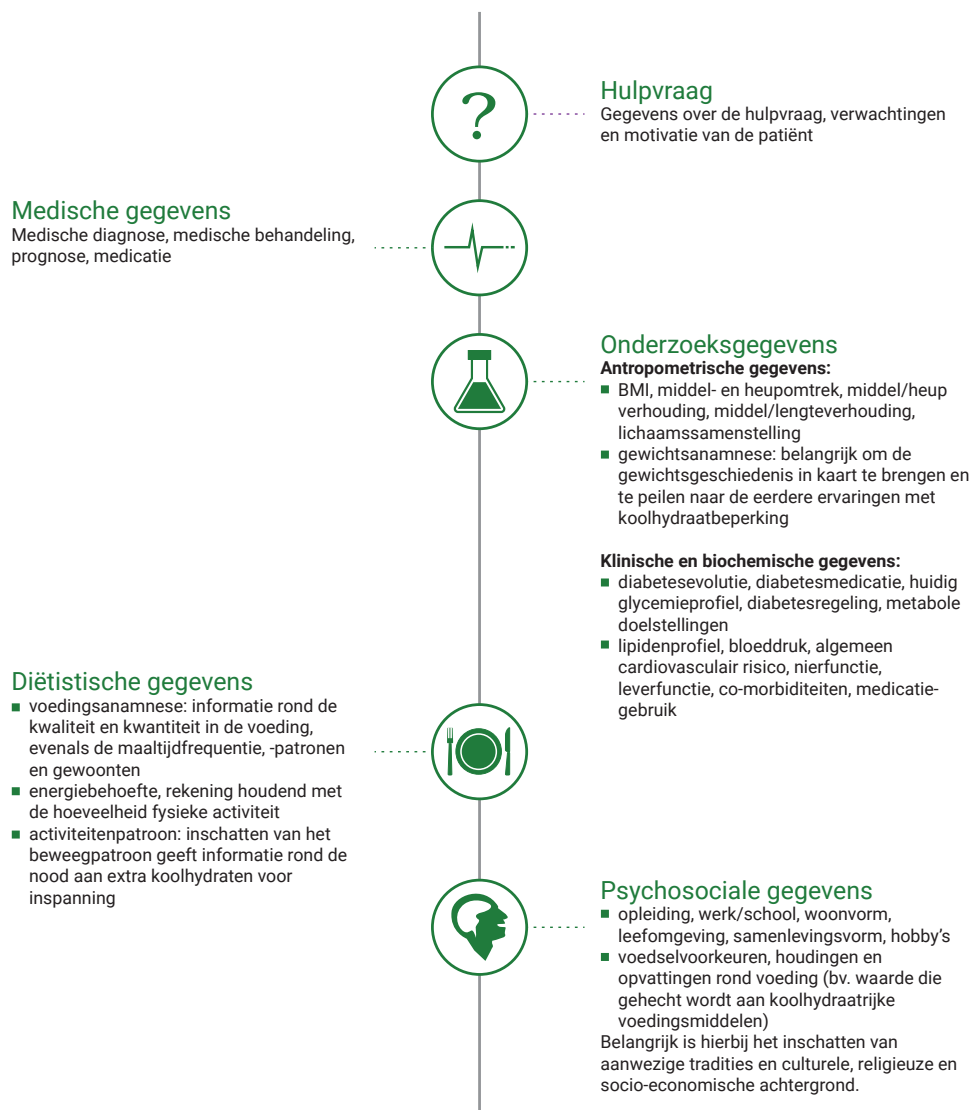 ?
Hulpvraag
Gegevens over de hulpvraag, verwachtingen
en motivatie van de patiënt
Medische gegevens
Medische diagnose, medische behandeling,
prognose, medicatie
Onderzoeksgegevens
Antropometrische gegevens:
■ BMI, middel- en heupomtrek, middel/heup
verhouding, middel/lengteverhouding,
lichaamssamenstelling
■ gewichtsanamnese: belangrijk om de
gewichtsgeschiedenis in kaart te brengen en
te peilen naar de eerdere ervaringen met
koolhydraatbeperking
Klinische en biochemische gegevens:
■ diabetesevolutie, diabetesmedicatie, huidig
glycemieprofiel, diabetesregeling, metabole
doelstellingen
■ lipidenprofiel, bloeddruk, algemeen
cardiovasculair risico, nierfunctie,
leverfunctie, co-morbiditeiten, medicatie-
gebruik
Diëtistische gegevens
■ voedingsanamnese: informatie rond de
kwaliteit en kwantiteit in de voeding,
evenals de maaltijdfrequentie, -patronen
en gewoonten
■ energiebehoefte, rekening houdend met
de hoeveelheid fysieke activiteit
■ activiteitenpatroon: inschatten van het
beweegpatroon geeft informatie rond de
nood aan extra koolhydraten voor
inspanning
Psychosociale gegevens
■ opleiding, werk/school, woonvorm,
leefomgeving, samenlevingsvorm, hobby's
■ voedselvoorkeuren, houdingen en
opvattingen rond voeding (bv. waarde die
gehecht wordt aan koolhydraatrijke
voedingsmiddelen)
Belangrijk is hierbij het inschatten van
aanwezige tradities en culturele, religieuze en
socio-economische achtergrond.